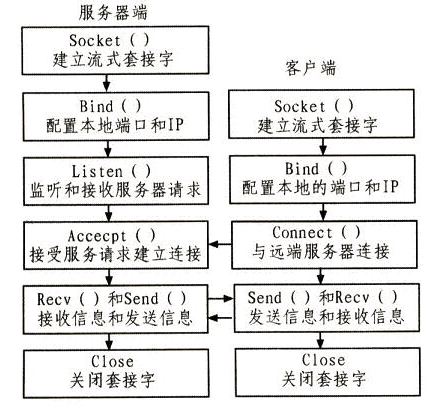 服务器端
Socket ( )
建立流式套接字
Bind ( )
配置本地端口和IP
Listen ( )
监听和接收服务器请求
Accecpt ( )
接受服务请求建立连接
Recv ( ) 和Send ( )
接收信息和发送信息
Close
关闭套接字
客户端
Socket ( )
建立流式套接字
Bind ( )
配置本地的端口和IP
Connect ( )
与远端服务器连接
Send ( ) 和Recv ( )
发送信息和接收信息
Close
关闭套接字